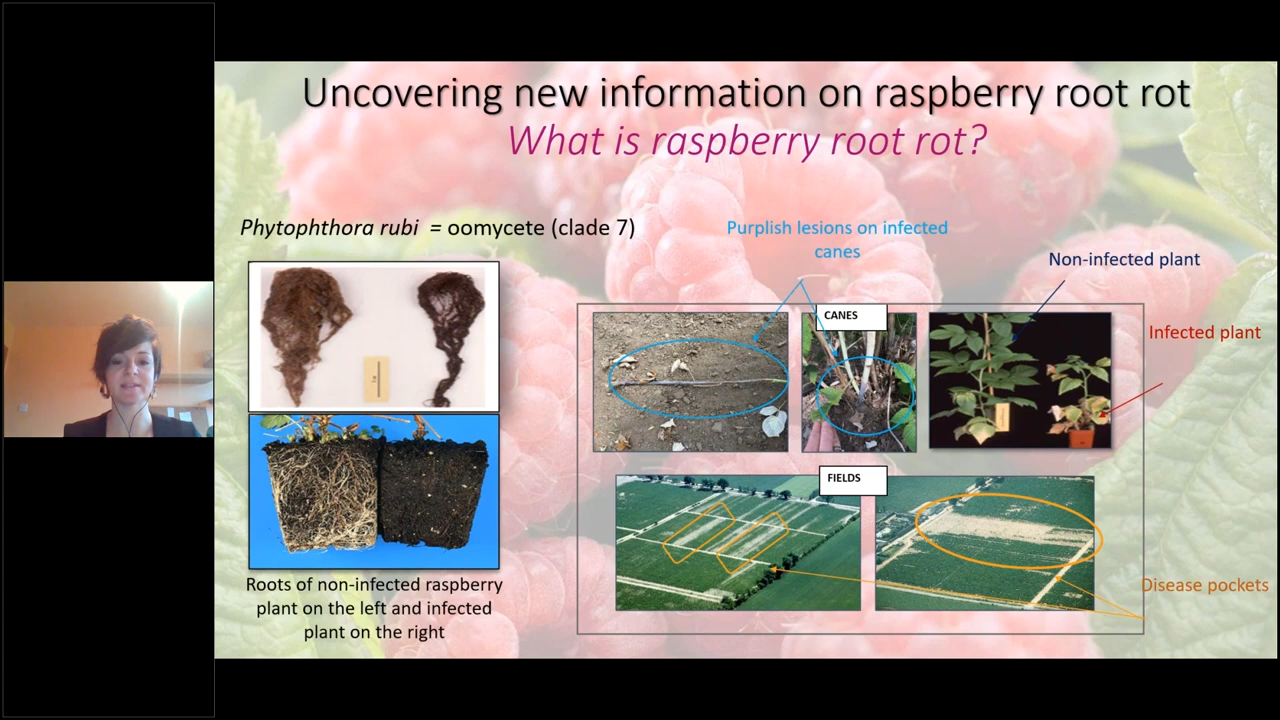 Uncovering new information on raspberry root rot
What is raspberry root rot?
Phytophthora rubi = oomycete (clade 7)
Purplish lesions on infected
canes
Non-infected plant
Infected plant
CANES
FIELDS
Disease pockets
Roots of non-infected raspberry
plant on the left and infected
plant on the right